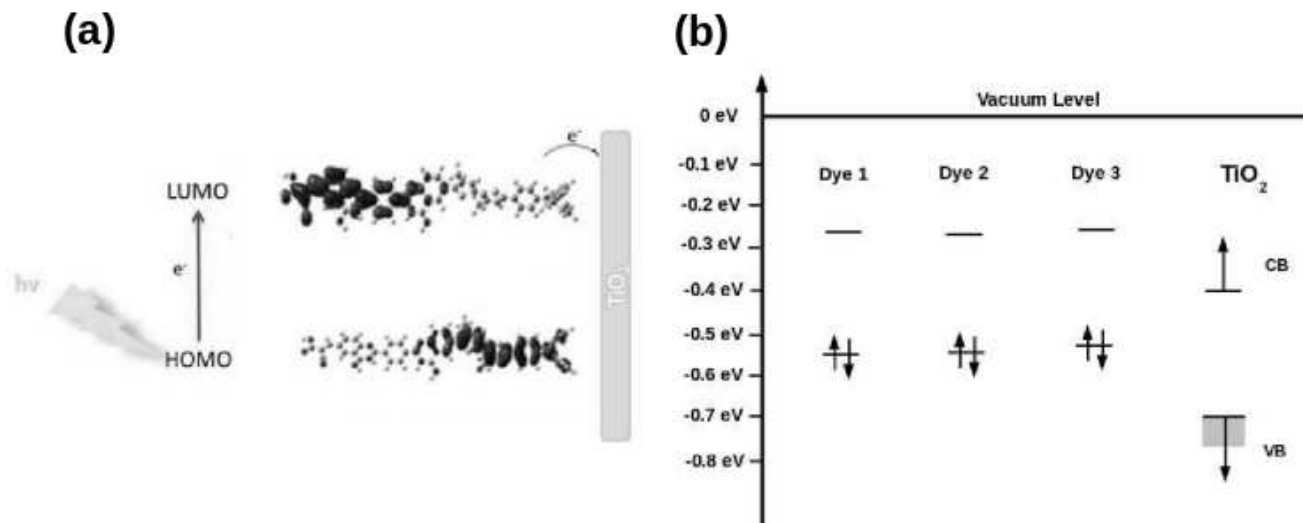 (a)
LUMO
e-
hν
HOMO
e-
TiO2
(b)
Vacuum Level
0 eV
-0.1 eV
-0.2 eV
-0.3 eV
-0.4 eV
-0.5 eV
-0.6 eV
-0.7 eV
-0.8 eV
Dye 1
Dye 2
Dye 3
TiO2
CB
VB